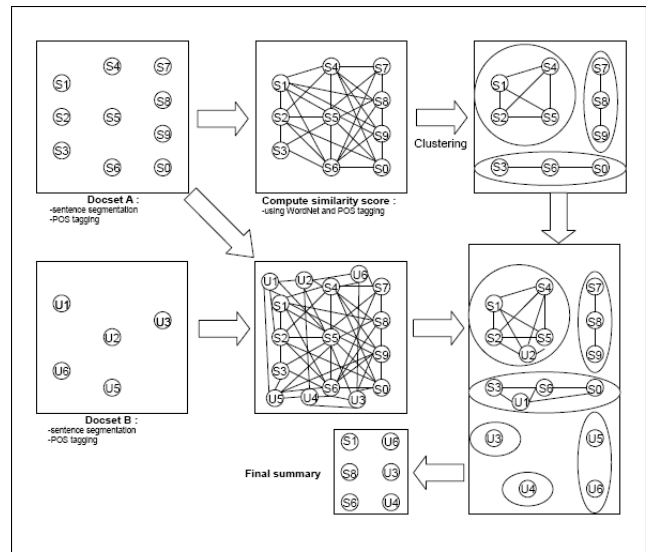 S4 S7
S1
S8
S2 S5
S9
S3
S6 S0
Docset A :
-sentence segmentation
-POS tagging
S4 S7
S1
S8
S2 S5
S9
S3
S6 S0
Compute similarity score :
-using WordNet and POS tagging
Clustering
S4 S7
S1
S8
S2 S5
S9
S3 S6 S0
U1
U3
U2
U6
U5
Docset B :
-sentence segmentation
-POS tagging
U1 U2 U6
S4 S7
S1
S8
S2 S5
S9
S3
S6 S0
U5 U4 U3
S4 S7
S1
S8
S2 S5
U2 S9
S3 S6 S0
U1
U3 U5
U4 U6
Final summary
S1 U6
S8 U3
S6 U4